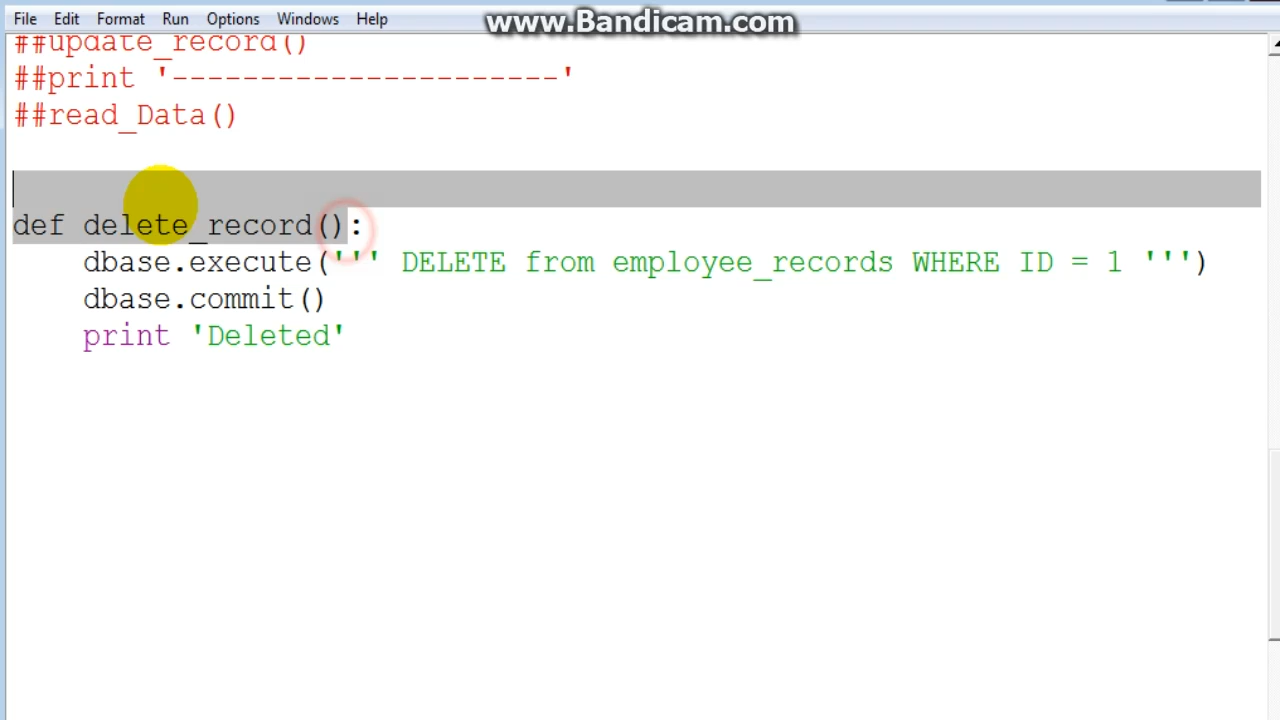 File Edit Format Run Options Windows Help
www.Bandicam.com
##update_record()
##print '----------------------'
##read_Data()
def delete_record():
dbase.execute(''' DELETE from employee_records WHERE ID = 1 ''')
dbase.commit()
print 'Deleted'